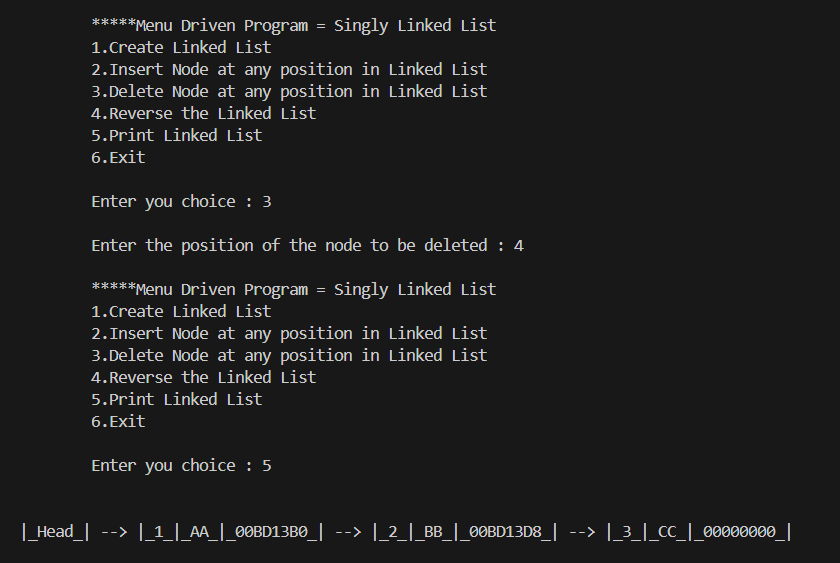 *****Menu Driven Program = Singly Linked List
1.Create Linked List
2.Insert Node at any position in Linked List
3.Delete Node at any position in Linked List
4.Reverse the Linked List
5.Print Linked List
6.Exit
Enter you choice : 3
Enter the position of the node to be deleted : 4
*****Menu Driven Program = Singly Linked List
1.Create Linked List
2.Insert Node at any position in Linked List
3.Delete Node at any position in Linked List
4.Reverse the Linked List
5.Print Linked List
6.Exit
Enter you choice : 5
|_Head_| --> |_1_|_AA_|_00BD13B0_| --> |_2_|_BB_|_00BD13D8_| --> |_3_|_CC_|_00000000_|